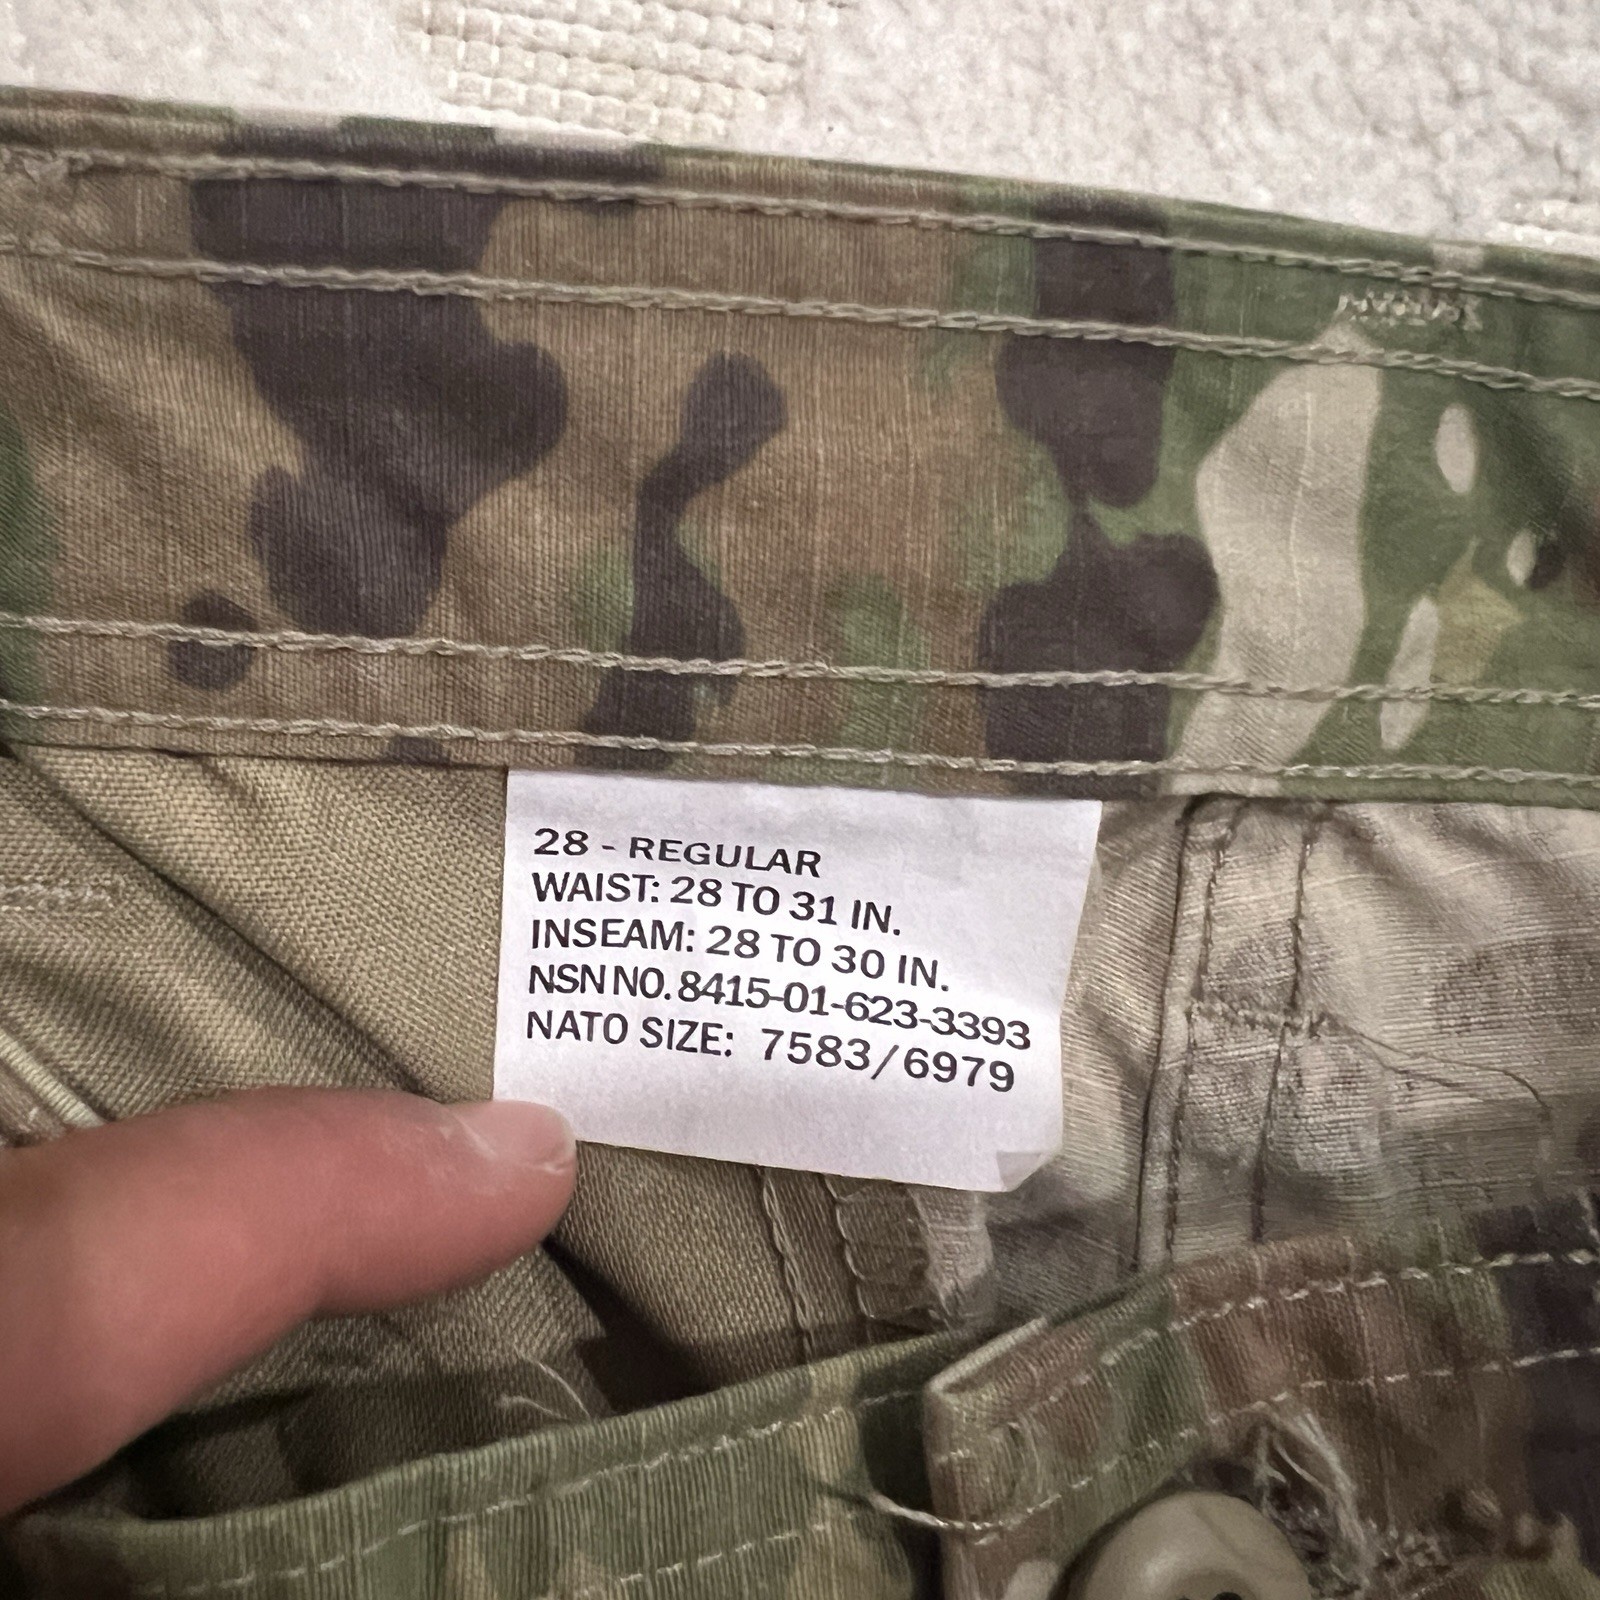 28 - REGULAR
WAIST: 28 TO 31 IN.
INSEAM: 28 TO 30 IN.
NSN NO. 8415-01-623-3393
NATO SIZE: 7583/6979